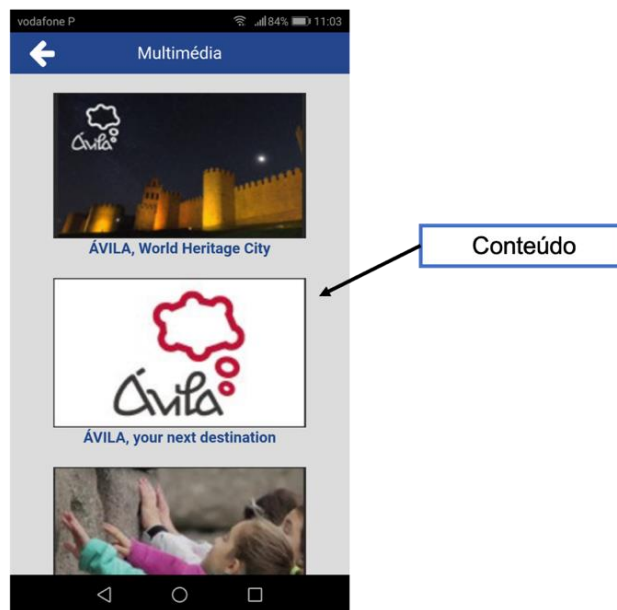 vodafone P 84% 11:03
Multimédia
Ávila
ÁVILA, World Heritage City
Conteúdo
Ávila
ÁVILA, your next destination